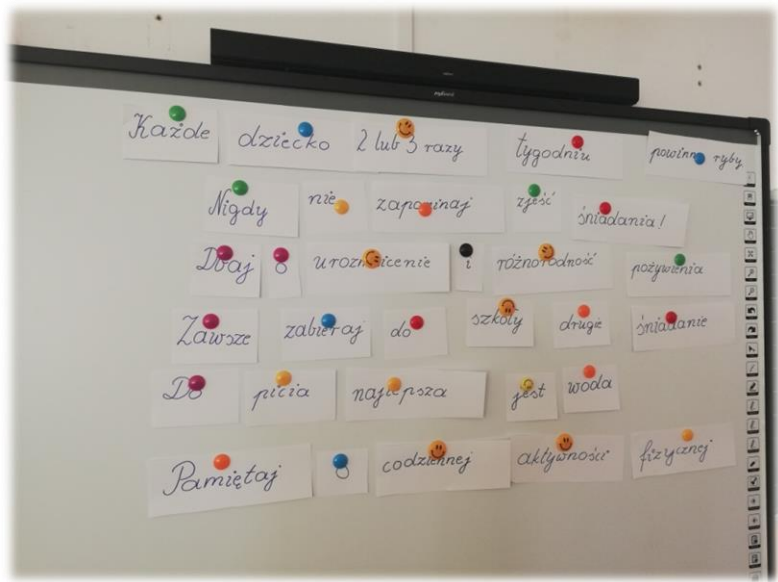 Każde dziecko 2 lub 3 razy tygodniu powinno ryby
Nigdy nie zapominaj zjeść śniadania!
Dbaj o urozmaicenie i różnorodność pożywienia
Zawsze zabieraj do szkoły drugie śniadanie
Do picia najlepsza jest woda
Pamiętaj o codziennej aktywności fizycznej